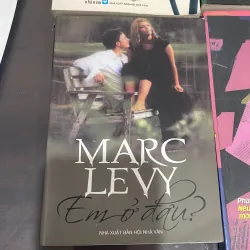 MARC
LEVY
Em ở đâu?
NHÀ XUẤT BẢN HỘI NHÀ VĂN